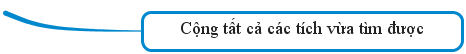 Cộng tất cả các tích vừa tìm được